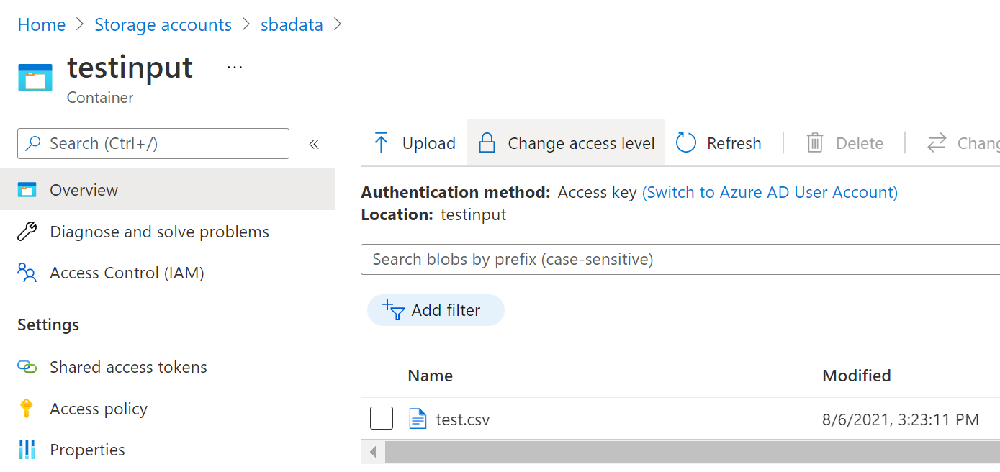 Home > Storage accounts > sbadata >
testinput ...
Container
Search (Ctrl+/) «
Overview
Diagnose and solve problems
Access Control (IAM)
Settings
Shared access tokens
Access policy
Properties
Upload Change access level Refresh Delete Chang
Authentication method: Access key (Switch to Azure AD User Account)
Location: testinput
Search blobs by prefix (case-sensitive)
Add filter
Name Modified
test.csv 8/6/2021, 3:23:11 PM